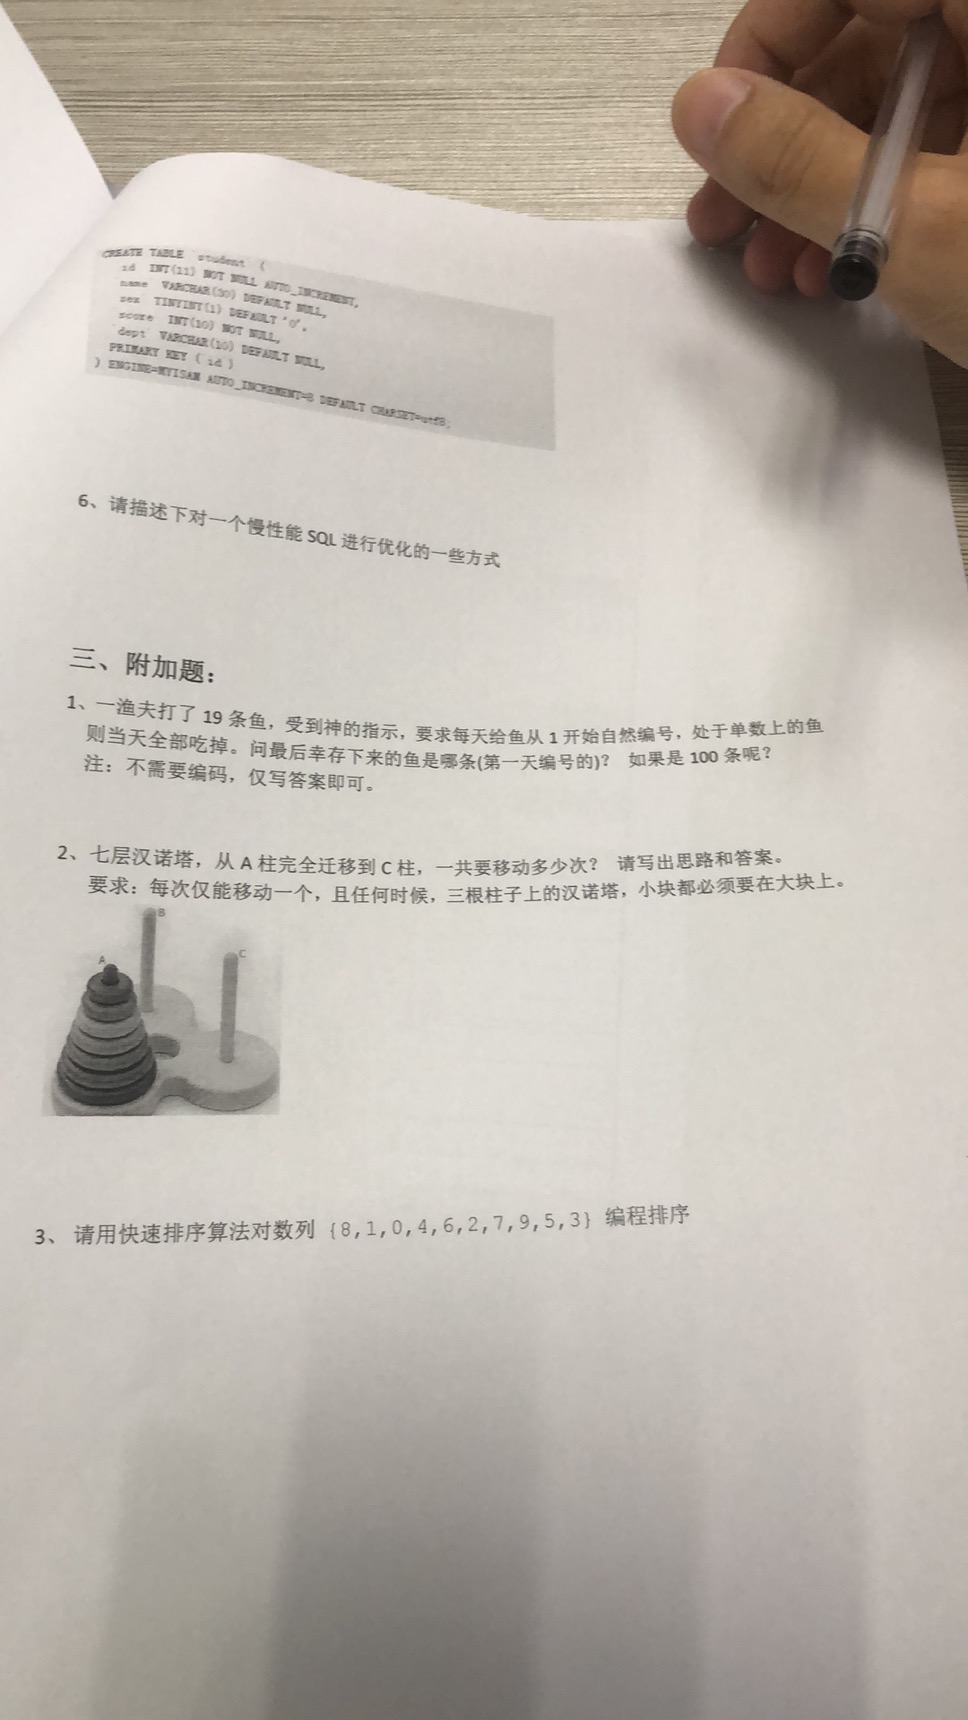 CREATE TABLE `student` (
id INT(11) NOT NULL AUTO_INCREMENT,
name VARCHAR(30) DEFAULT NULL,
sex TINYINT(1) DEFAULT '0',
score INT(10) NOT NULL,
`dept` VARCHAR(10) DEFAULT NULL,
PRIMARY KEY (`id`)
) ENGINE=MYISAM AUTO_INCREMENT=8 DEFAULT CHARSET=utf8;
6、请描述下对一个慢性能 SQL 进行优化的一些方式
三、附加题：
1、一渔夫打了 19 条鱼，受到神的指示，要求每天给鱼从 1 开始自然编号，处于单数上的鱼
则当天全部吃掉。问最后幸存下来的鱼是哪条(第一天编号的)？ 如果是 100 条呢？
注：不需要编码，仅写答案即可。
2、七层汉诺塔，从 A 柱完全迁移到 C 柱，一共要移动多少次？ 请写出思路和答案。
要求：每次仅能移动一个，且任何时候，三根柱子上的汉诺塔，小块都必须要在大块上。
B
A
C
3、 请用快速排序算法对数列 {8,1,0,4,6,2,7,9,5,3} 编程排序